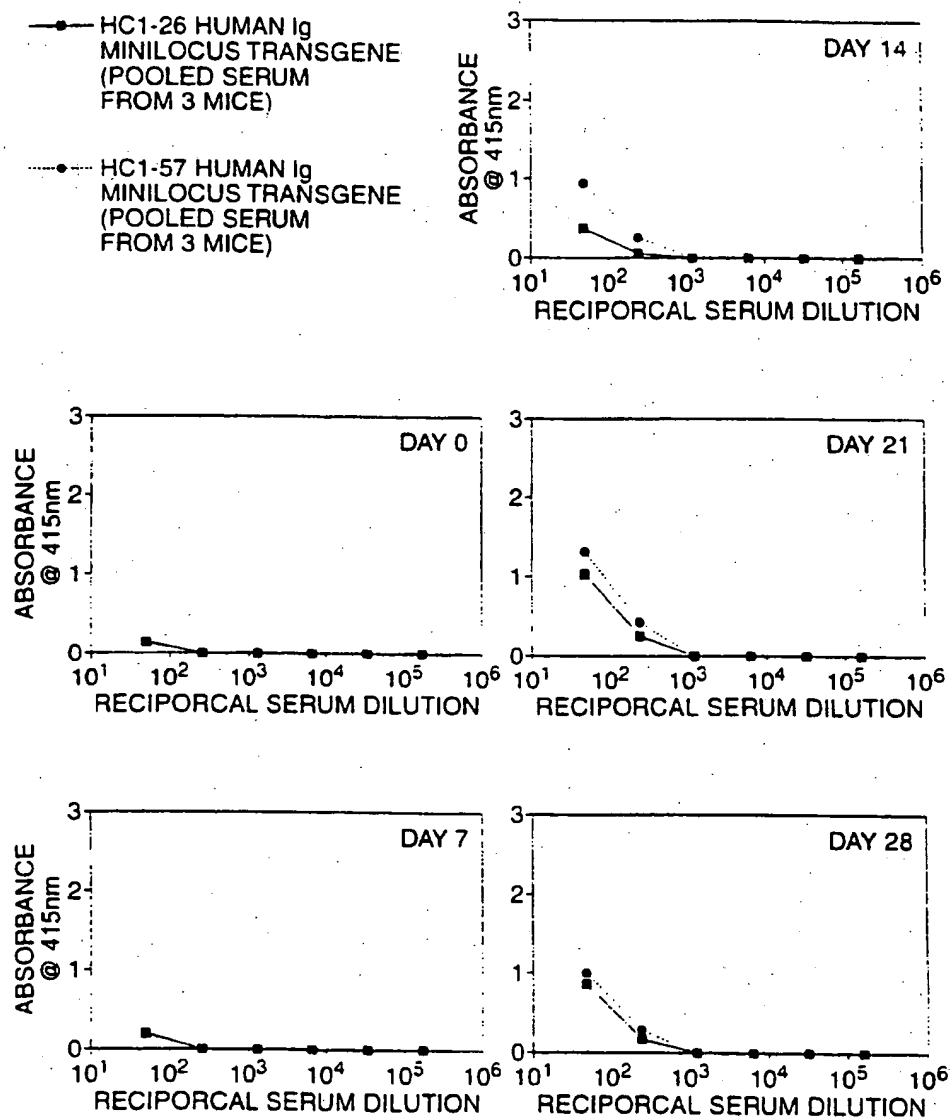 HC1-26 HUMAN Ig
MINILOCUS TRANSGENE
(POOLED SERUM
FROM 3 MICE)
HC1-57 HUMAN Ig
MINILOCUS TRANSGENE
(POOLED SERUM
FROM 3 MICE)
DAY 14
ABSORBANCE
@ 415nm
3
2
1
0
10¹ 10² 10³ 10⁴ 10⁵ 10⁶
RECIPORCAL SERUM DILUTION
DAY 0
ABSORBANCE
@ 415nm
3
2
1
0
10¹ 10² 10³ 10⁴ 10⁵ 10⁶
RECIPORCAL SERUM DILUTION
DAY 21
3
2
1
0
10¹ 10² 10³ 10⁴ 10⁵ 10⁶
RECIPORCAL SERUM DILUTION
DAY 7
ABSORBANCE
@ 415nm
3
2
1
0
10¹ 10² 10³ 10⁴ 10⁵ 10⁶
RECIPORCAL SERUM DILUTION
DAY 28
3
2
1
0
10¹ 10² 10³ 10⁴ 10⁵ 10⁶
RECIPORCAL SERUM DILUTION